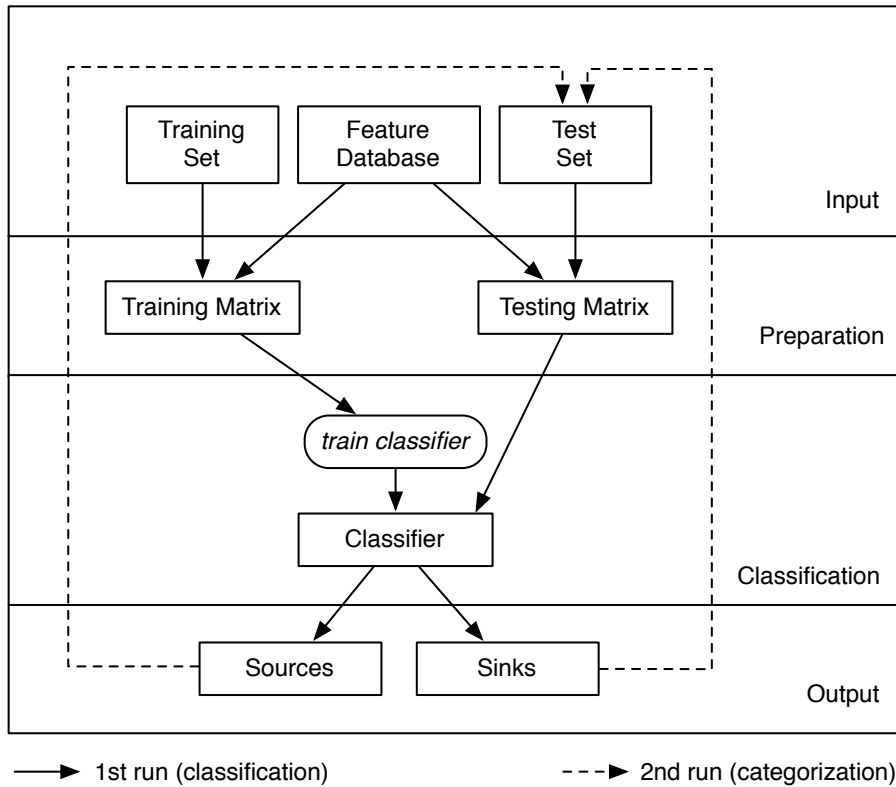 Training
Set
Feature
Database
Test
Set
Input
Training Matrix
Testing Matrix
Preparation
train classifier
Classifier
Classification
Sources
Sinks
Output
1st run (classification)
2nd run (categorization)